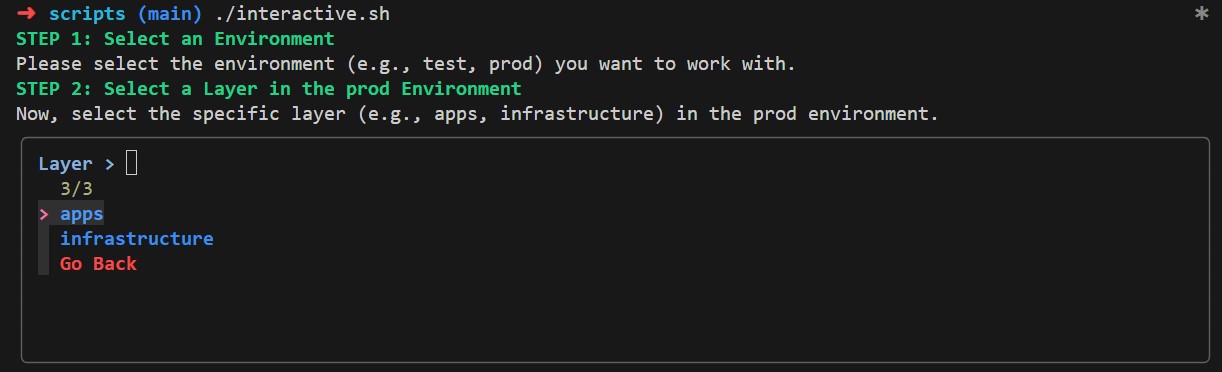 ➜ scripts (main) ./interactive.sh *
STEP 1: Select an Environment
Please select the environment (e.g., test, prod) you want to work with.
STEP 2: Select a Layer in the prod Environment
Now, select the specific layer (e.g., apps, infrastructure) in the prod environment.
Layer >
3/3
> apps
infrastructure
Go Back